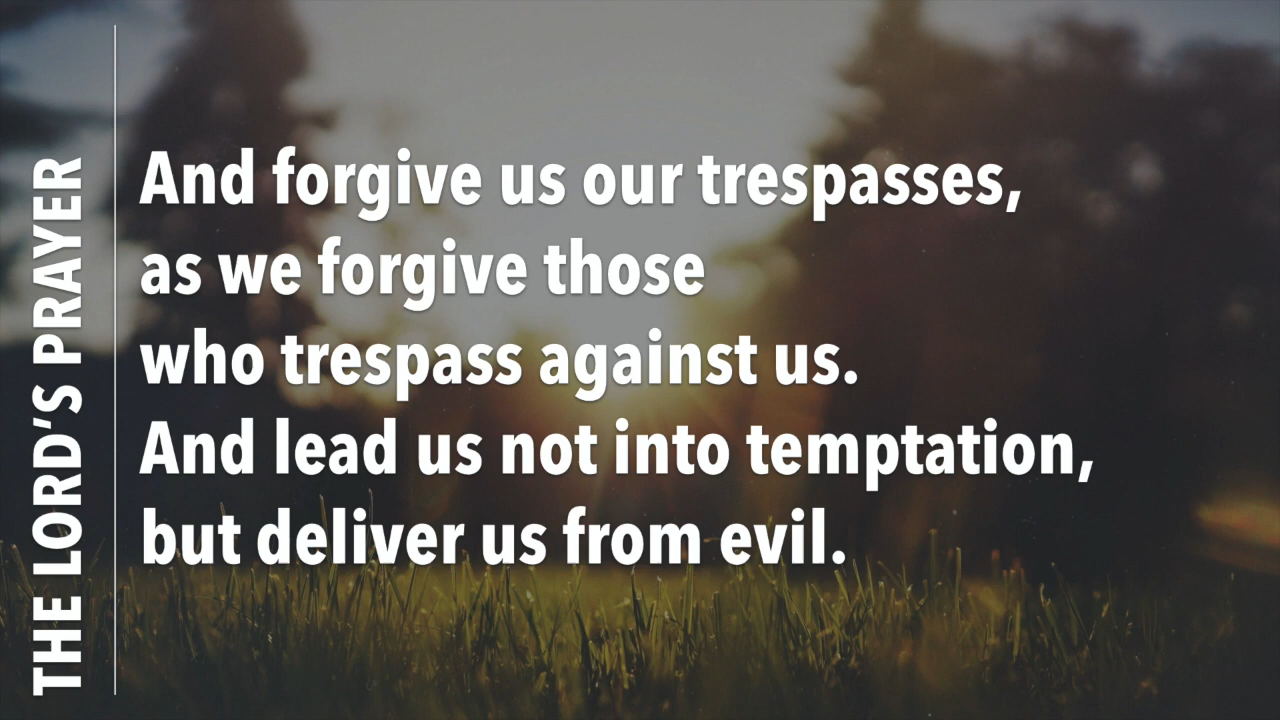 THE LORD'S PRAYER
And forgive us our trespasses,
as we forgive those
who trespass against us.
And lead us not into temptation,
but deliver us from evil.